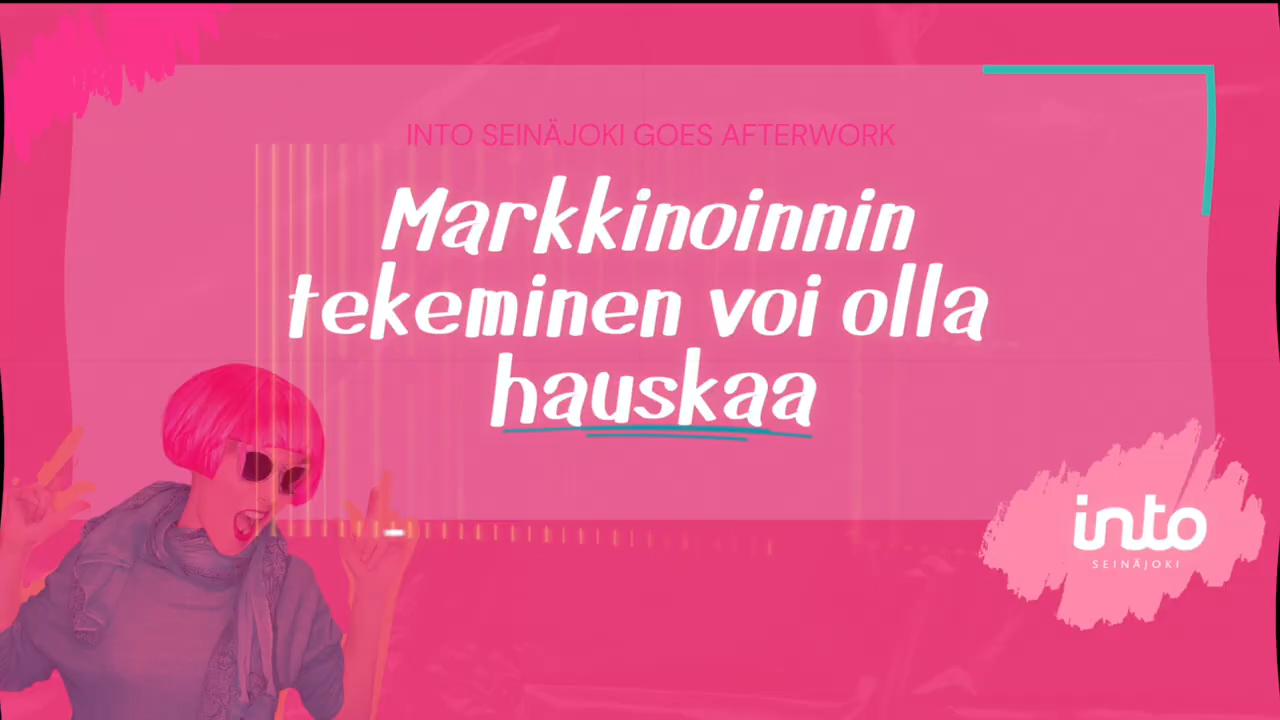 INTO SEINÄJOKI GOES AFTERWORK
Markkinoinnin
tekeminen voi olla
hauskaa
into
SEINÄJOKI